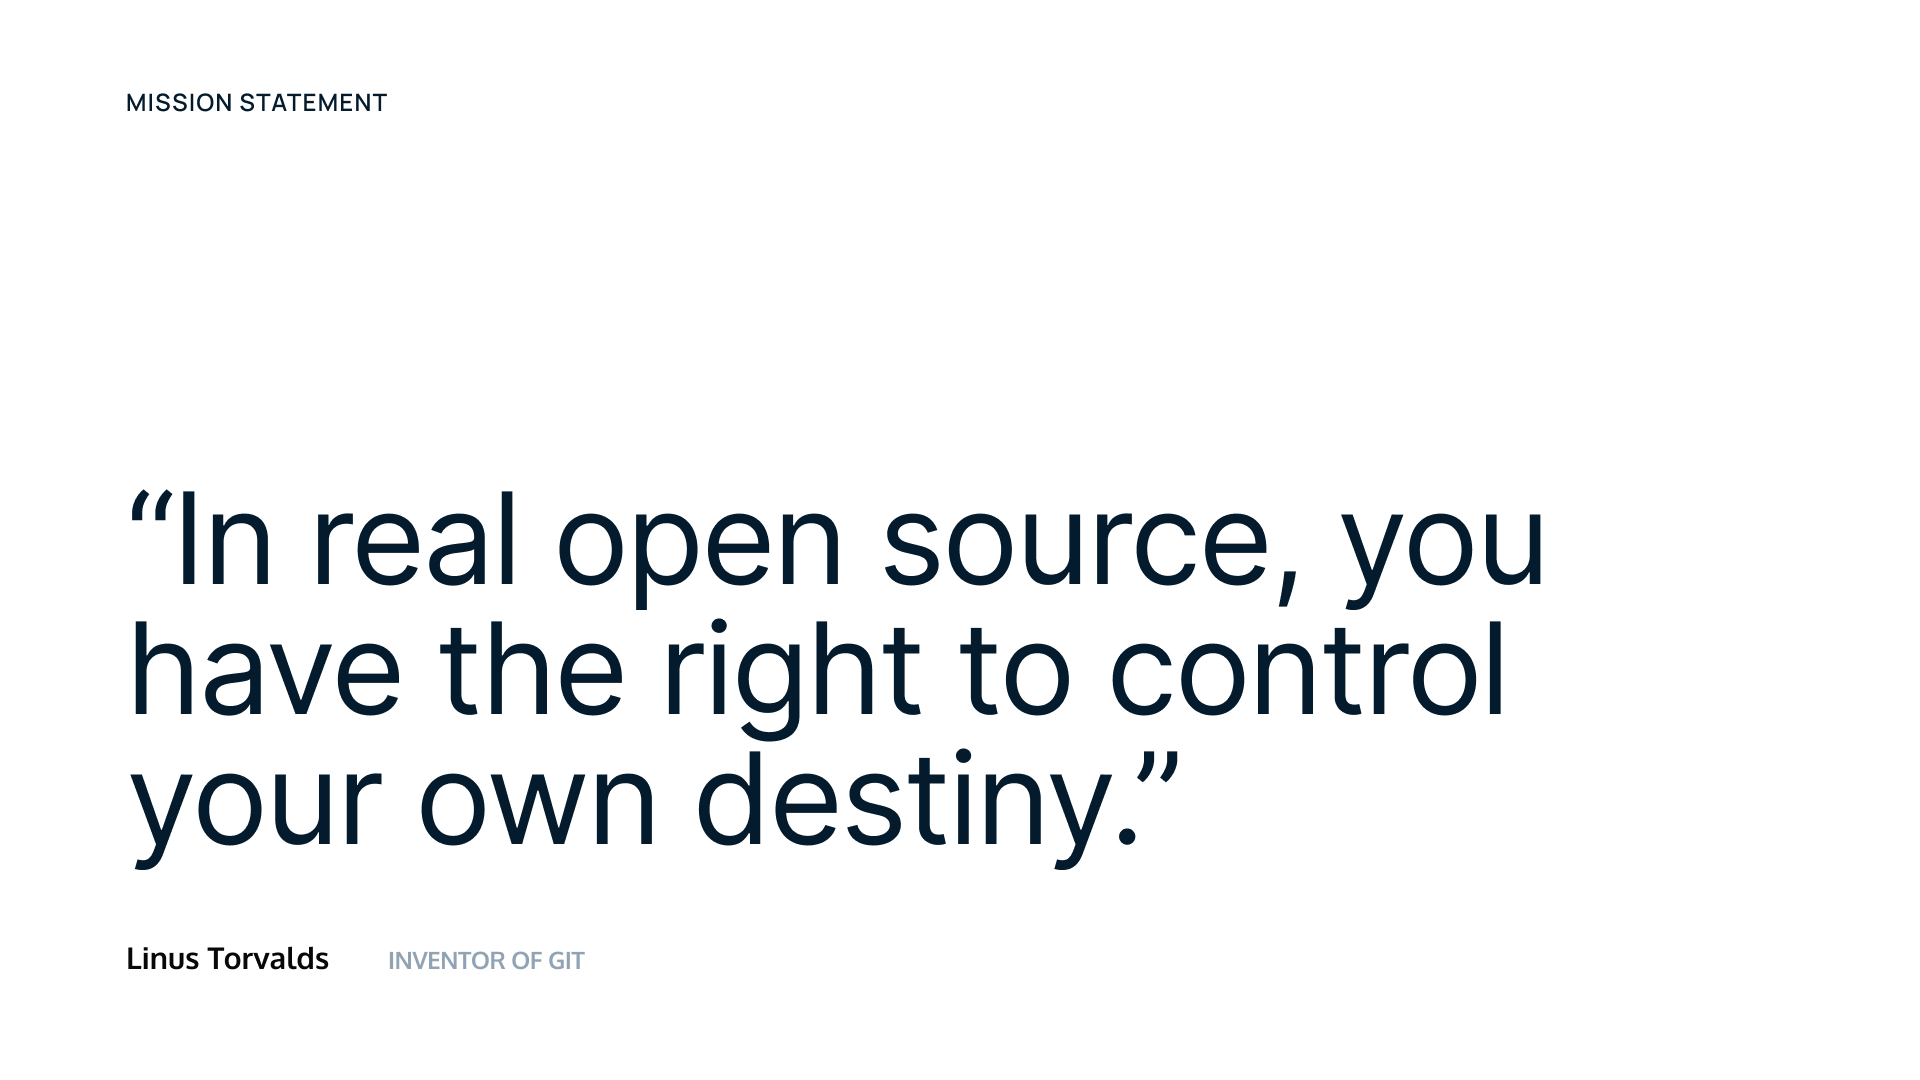 MISSION STATEMENT
“In real open source, you
have the right to control
your own destiny.”
Linus Torvalds INVENTOR OF GIT